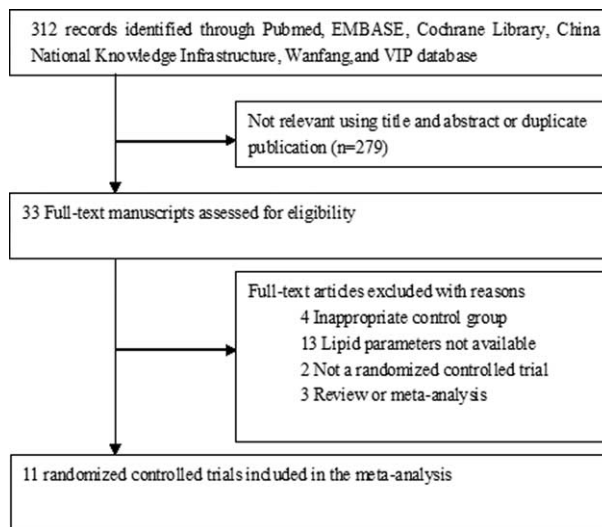 312 records identified through Pubmed, EMBASE, Cochrane Library, China
National Knowledge Infrastructure, Wanfang,and VIP database
Not relevant using title and abstract or duplicate
publication (n=279)
33 Full-text manuscripts assessed for eligibility
Full-text articles excluded with reasons
4 Inappropriate control group
13 Lipid parameters not available
2 Not a randomized controlled trial
3 Review or meta-analysis
11 randomized controlled trials included in the meta-analysis